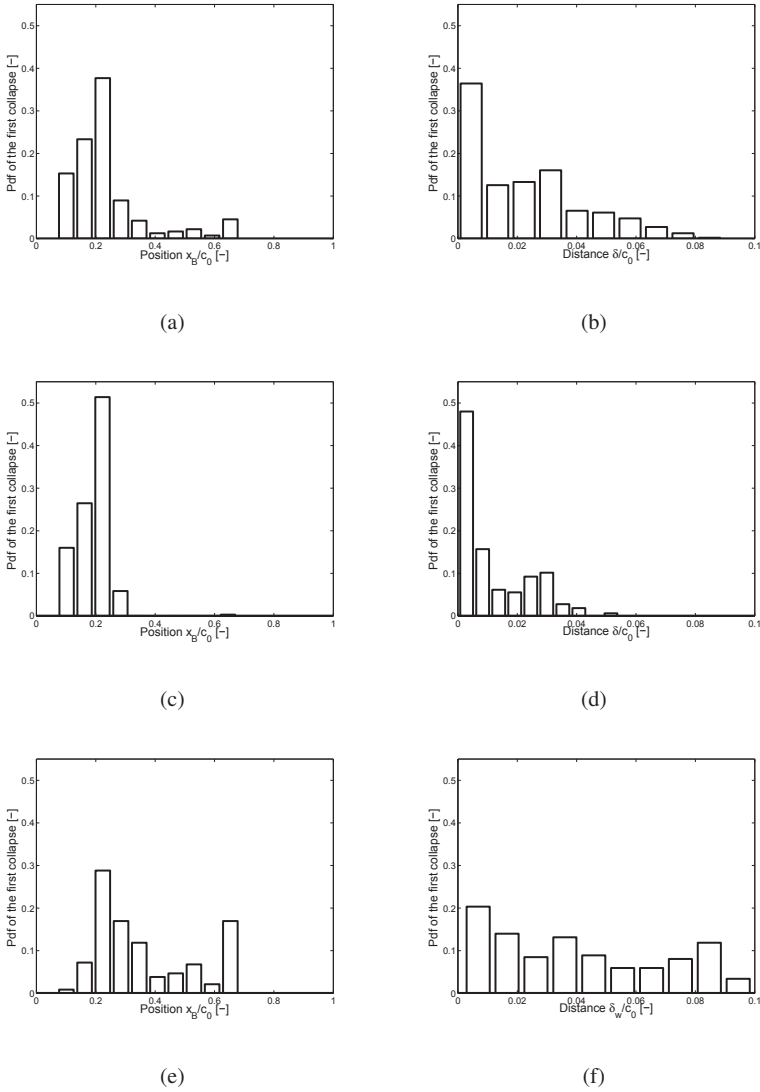 0.5
0.4
0.3
0.2
0.1
0
0 0.2 0.4 0.6 0.8 1
Pdf of the first collapse [−]
Position x_B/c_0 [−]
(a)
0.5
0.4
0.3
0.2
0.1
0
0 0.02 0.04 0.06 0.08 0.1
Pdf of the first collapse [−]
Distance δ/c_0 [−]
(b)
0.5
0.4
0.3
0.2
0.1
0
0 0.2 0.4 0.6 0.8 1
Pdf of the first collapse [−]
Position x_B/c_0 [−]
(c)
0.5
0.4
0.3
0.2
0.1
0
0 0.02 0.04 0.06 0.08 0.1
Pdf of the first collapse [−]
Distance δ/c_0 [−]
(d)
0.5
0.4
0.3
0.2
0.1
0
0 0.2 0.4 0.6 0.8 1
Pdf of the first collapse [−]
Position x_B/c_0 [−]
(e)
0.5
0.4
0.3
0.2
0.1
0
0 0.02 0.04 0.06 0.08 0.1
Pdf of the first collapse [−]
Distance δ_w/c_0 [−]
(f)